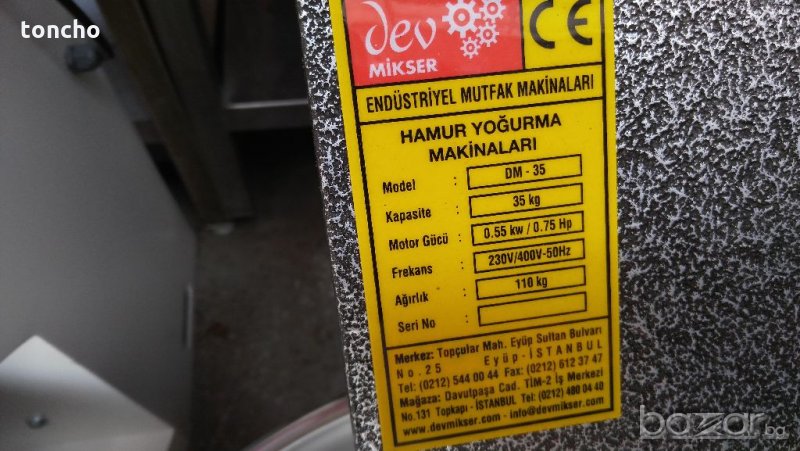 toncho
dev
MİKSER
CE
ENDÜSTRİYEL MUTFAK MAKİNALARI
HAMUR YOĞURMA
MAKİNALARI
Model : DM - 35
Kapasite : 35 kg
Motor Gücü : 0.55 kw / 0.75 Hp
Frekans : 230V/400V-50Hz
Ağırlık : 110 kg
Seri No :
Merkez: Topçular Mah. Eyüp Sultan Bulvarı
No.25 Eyüp-İSTANBUL
Tel: (0212) 544 00 44 Fax: (0212) 612 37 47
Mağaza: Davutpaşa Cad. TİM-2 İş Merkezi
No.131 Topkapı - İSTANBUL Tel: (0212) 480 04 40
www.devmikser.com - info@devmikser.com
bazar.bg